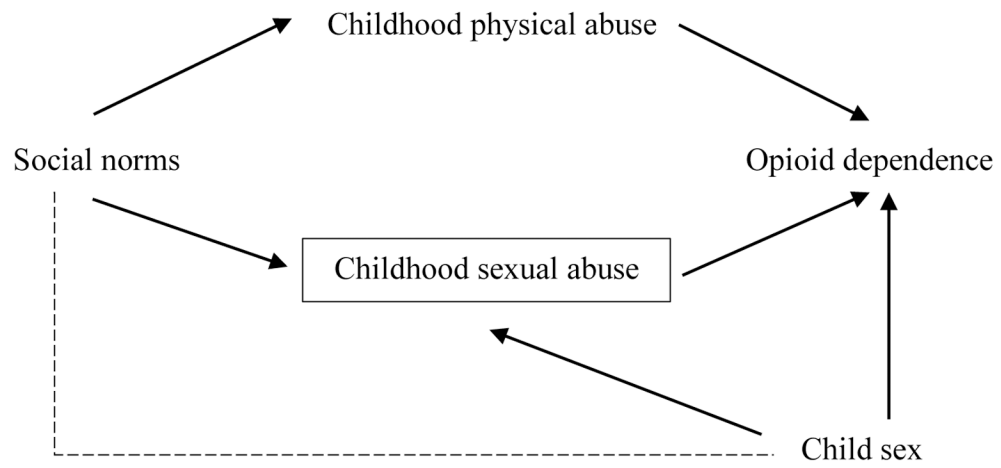 Childhood physical abuse
Social norms
Opioid dependence
Childhood sexual abuse
Child sex